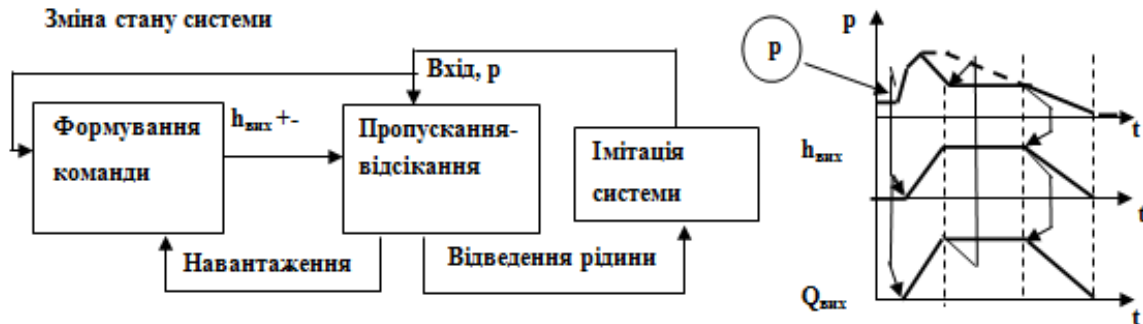 Зміна стану системи
Вхід, р
Формування
команди
hвих +-
Пропускання-
відсікання
Імітація
системи
Навантаження
Відведення рідини
р
р
t
hвих
t
Qвих
t